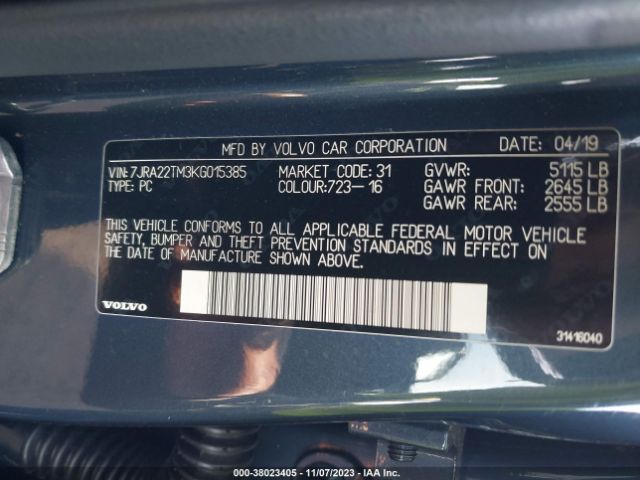 MFD BY VOLVO CAR CORPORATION DATE: 04/19
VIN: 7JRA22TM3KG015385 MARKET CODE: 31 GVWR: 5115 LB
TYPE: PC COLOUR: 723-16 GAWR FRONT: 2645 LB
GAWR REAR: 2555 LB
THIS VEHICLE CONFORMS TO ALL APPLICABLE FEDERAL MOTOR VEHICLE
SAFETY, BUMPER AND THEFT PREVENTION STANDARDS IN EFFECT ON
THE DATE OF MANUFACTURE SHOWN ABOVE.
VOLVO 31416040
000-38023405 - 11/07/2023 - IAA Corp.